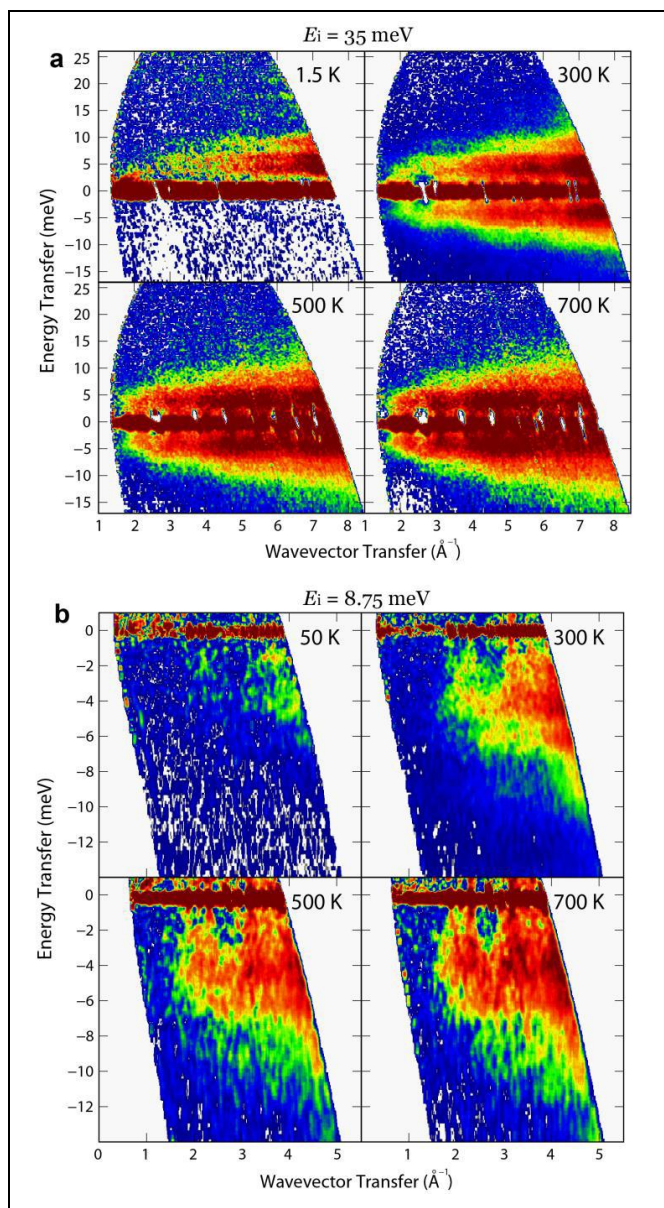 Ei = 35 meV
a
1.5 K
300 K
25
20
15
10
5
0
−5
−10
−15
500 K
700 K
25
20
15
10
5
0
−5
−10
−15
Energy Transfer (meV)
1 2 3 4 5 6 7 8 1 2 3 4 5 6 7 8
Wavevector Transfer (Å⁻¹)
Ei = 8.75 meV
b
50 K
300 K
0
−2
−4
−6
−8
−10
−12
500 K
700 K
0
−2
−4
−6
−8
−10
−12
Energy Transfer (meV)
0 1 2 3 4 5 1 2 3 4 5
Wavevector Transfer (Å⁻¹)